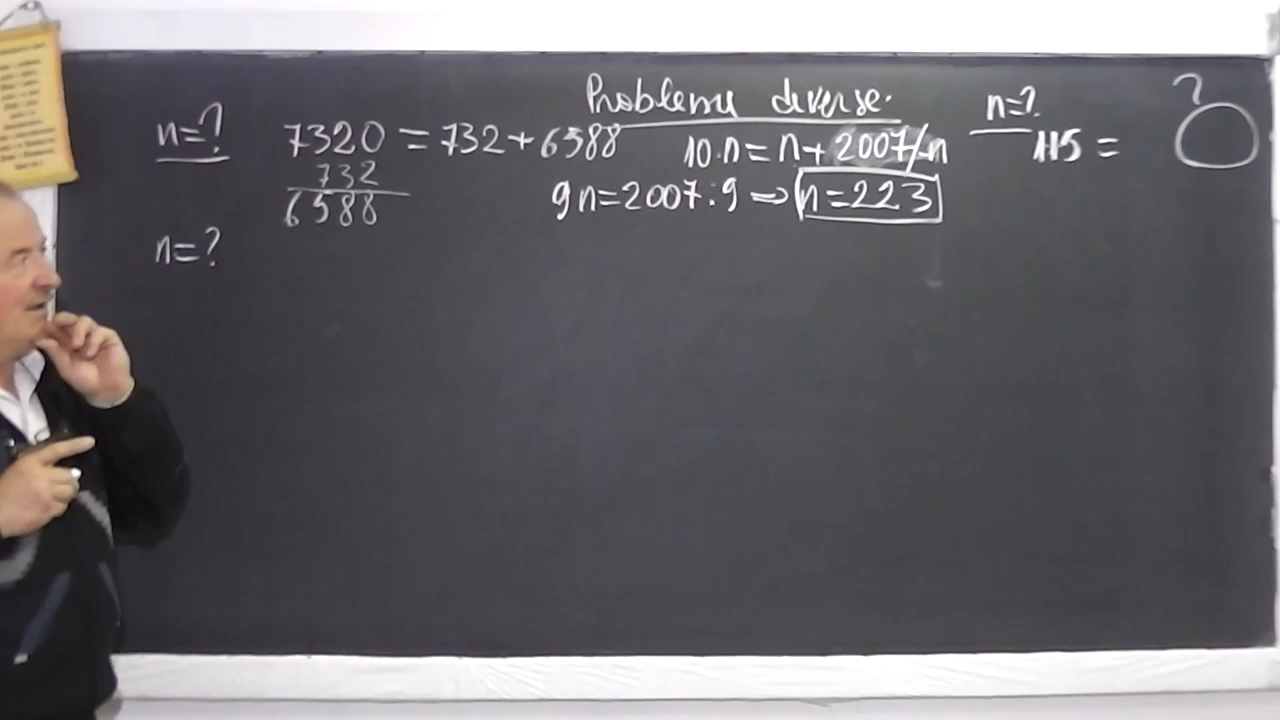 Probleme diverse.
n=? 7320 = 732+6588 10.n = n + 2007/-n n=?
732 115 =
6588 9n=2007:9 => n=223
n=?
?